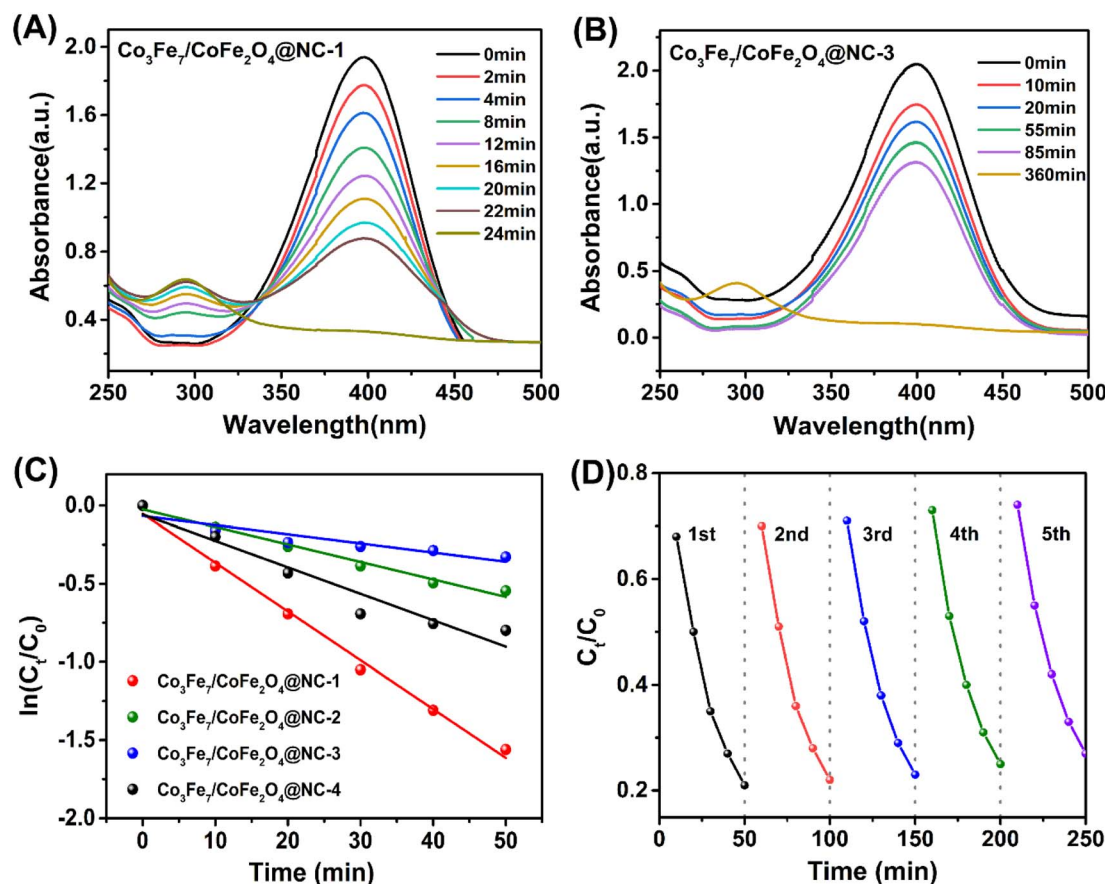 (A)
Co₃Fe₇/CoFe₂O₄@NC-1
0min
2min
4min
8min
12min
16min
20min
22min
24min
2.0
1.6
1.2
0.8
0.4
Absorbance(a.u.)
250 300 350 400 450 500
Wavelength(nm)
(B)
Co₃Fe₇/CoFe₂O₄@NC-3
0min
10min
20min
55min
85min
360min
2.0
1.5
1.0
0.5
0.0
Absorbance(a.u.)
250 300 350 400 450 500
Wavelength(nm)
(C)
0.0
-0.5
-1.0
-1.5
-2.0
ln(Cₜ/C₀)
Co₃Fe₇/CoFe₂O₄@NC-1
Co₃Fe₇/CoFe₂O₄@NC-2
Co₃Fe₇/CoFe₂O₄@NC-3
Co₃Fe₇/CoFe₂O₄@NC-4
0 10 20 30 40 50
Time (min)
(D)
0.8
0.6
0.4
0.2
Cₜ/C₀
1st 2nd 3rd 4th 5th
0 50 100 150 200 250
Time (min)